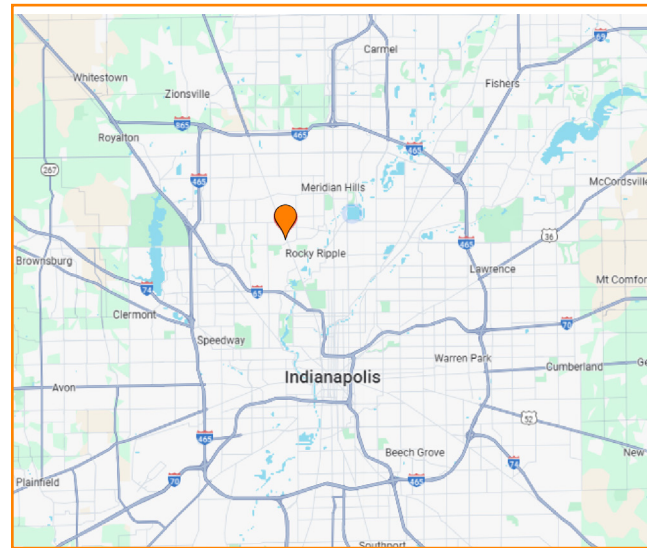 69
Carmel
Whitestown
Fishers
Zionsville
865
465
Royalton
465
267
465
McCordsville
Meridian Hills
36
465
Rocky Ripple
Brownsburg
Lawrence
74
65
Mt Comfor
Clermont
70
Speedway
Warren Park
Cumberland
Ge
Indianapolis
Avon
52
465
Beech Grove
New
74
Plainfield
70
465
Southport